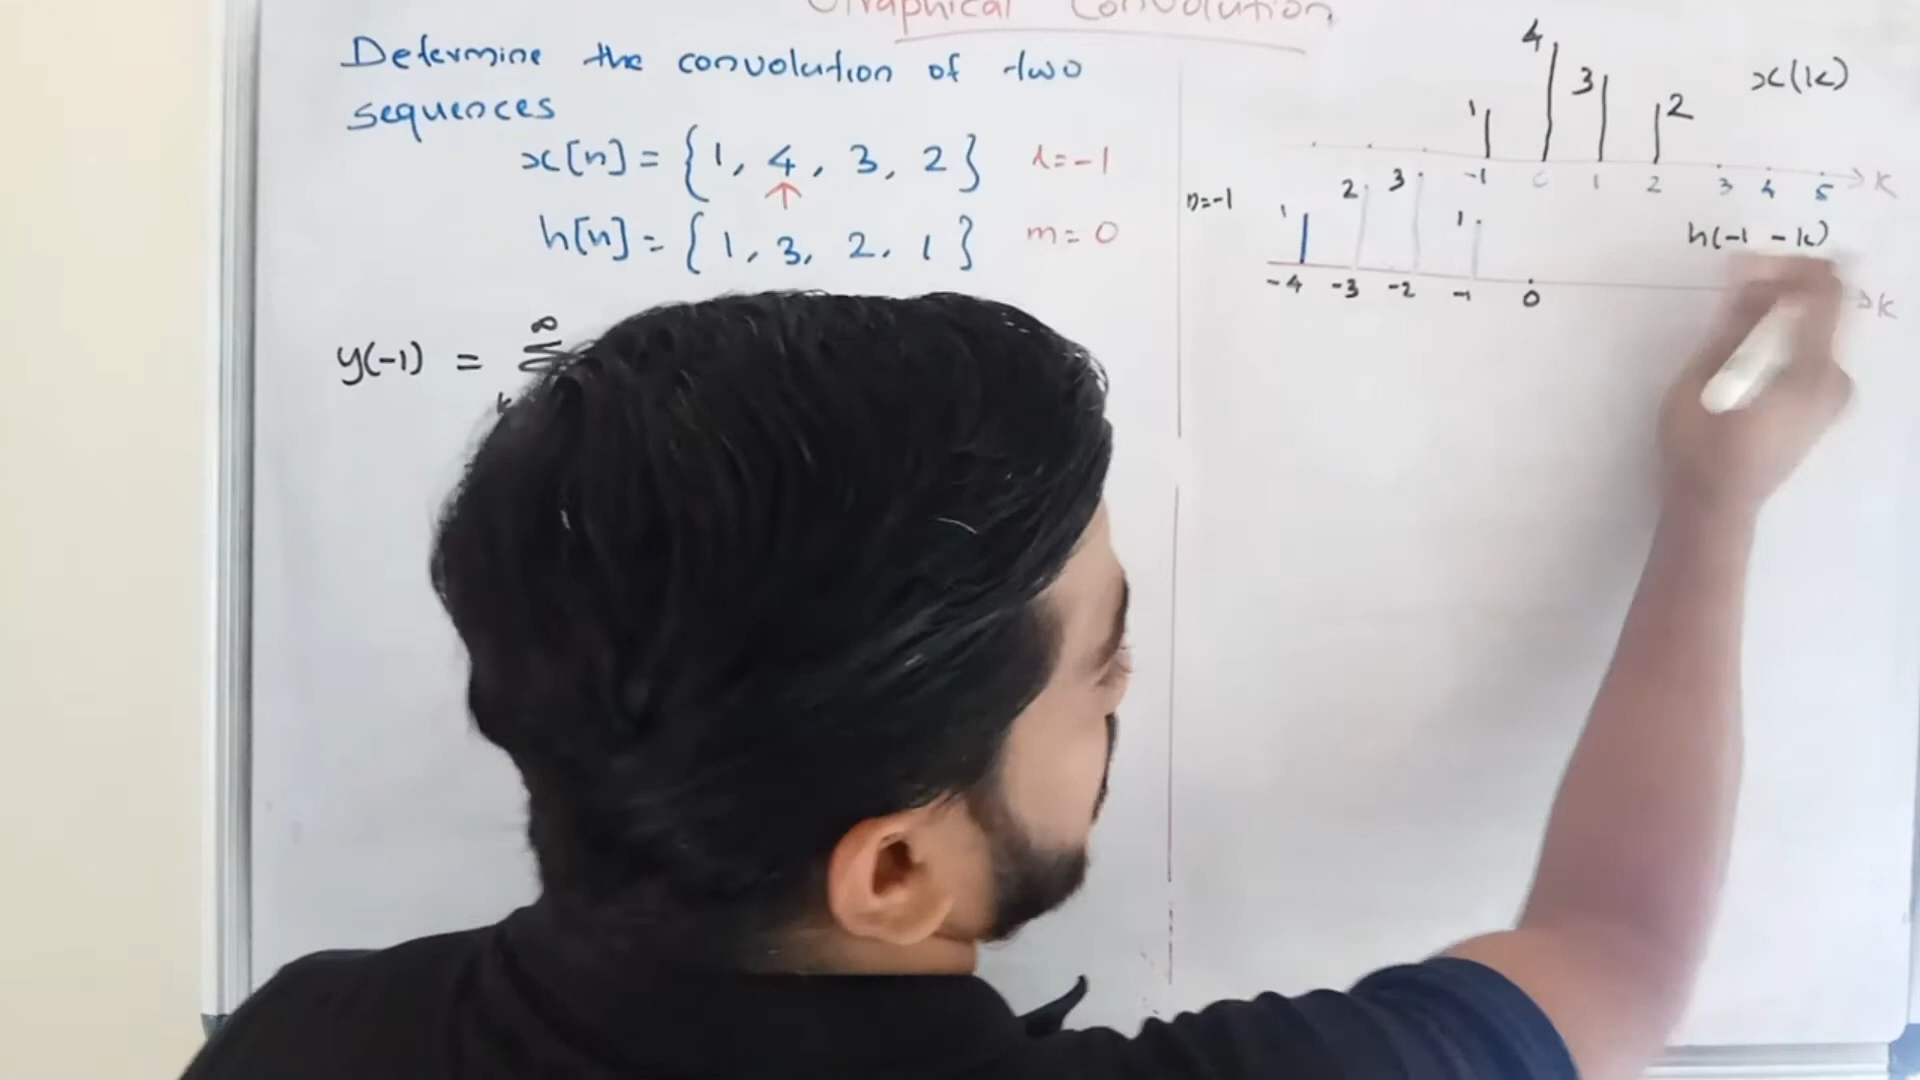 Graphical Convolution
Determine the convolution of two
sequences
x[n] = { 1, 4, 3, 2 } l=-1
↑
h[n] = { 1, 3, 2, 1 } m=0
y(-1) = ∞
Σ
k
4
3
1 2 x(k)
-1 0 1 2 3 4 5 k
n=-1
1 2 3 1 h(-1-k)
-4 -3 -2 -1 0 k